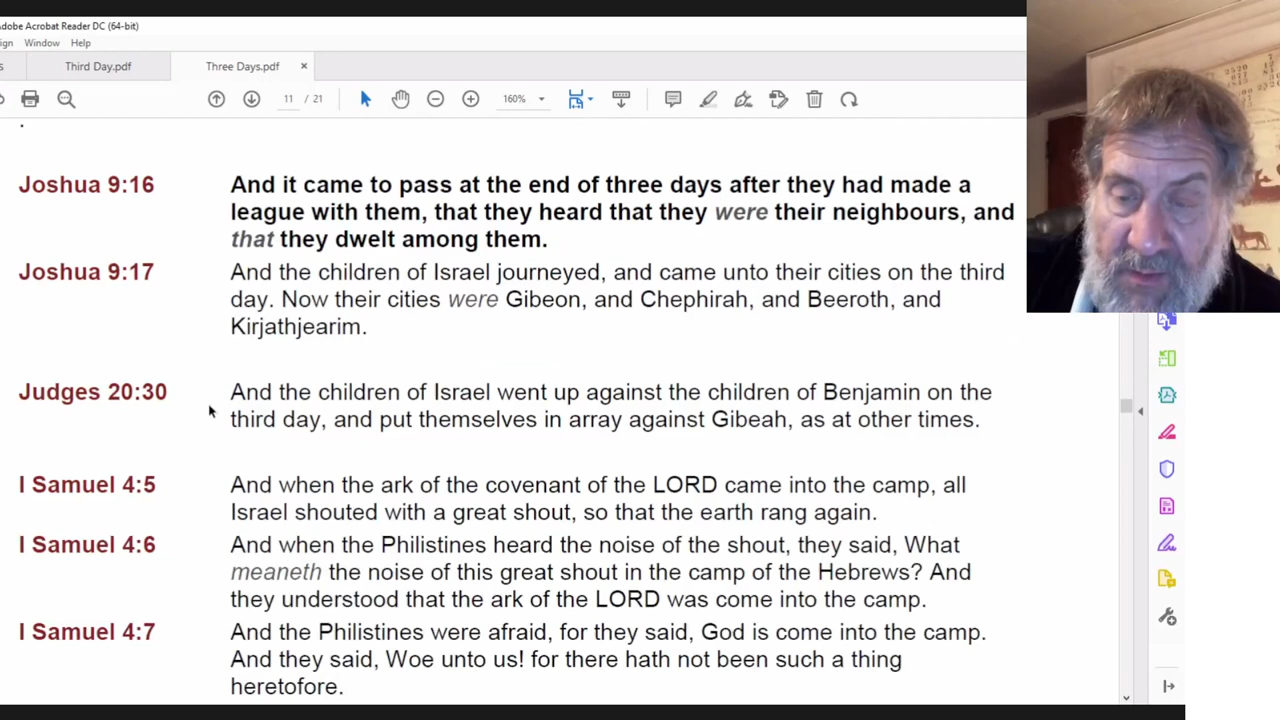 Adobe Acrobat Reader DC (64-bit)
ign Window Help
s Third Day.pdf Three Days.pdf ×
11 / 21 160%
Joshua 9:16 And it came to pass at the end of three days after they had made a
league with them, that they heard that they were their neighbours, and
that they dwelt among them.
Joshua 9:17 And the children of Israel journeyed, and came unto their cities on the third
day. Now their cities were Gibeon, and Chephirah, and Beeroth, and
Kirjathjearim.
Judges 20:30 And the children of Israel went up against the children of Benjamin on the
third day, and put themselves in array against Gibeah, as at other times.
I Samuel 4:5 And when the ark of the covenant of the LORD came into the camp, all
Israel shouted with a great shout, so that the earth rang again.
I Samuel 4:6 And when the Philistines heard the noise of the shout, they said, What
meaneth the noise of this great shout in the camp of the Hebrews? And
they understood that the ark of the LORD was come into the camp.
I Samuel 4:7 And the Philistines were afraid, for they said, God is come into the camp.
And they said, Woe unto us! for there hath not been such a thing
heretofore.
2520